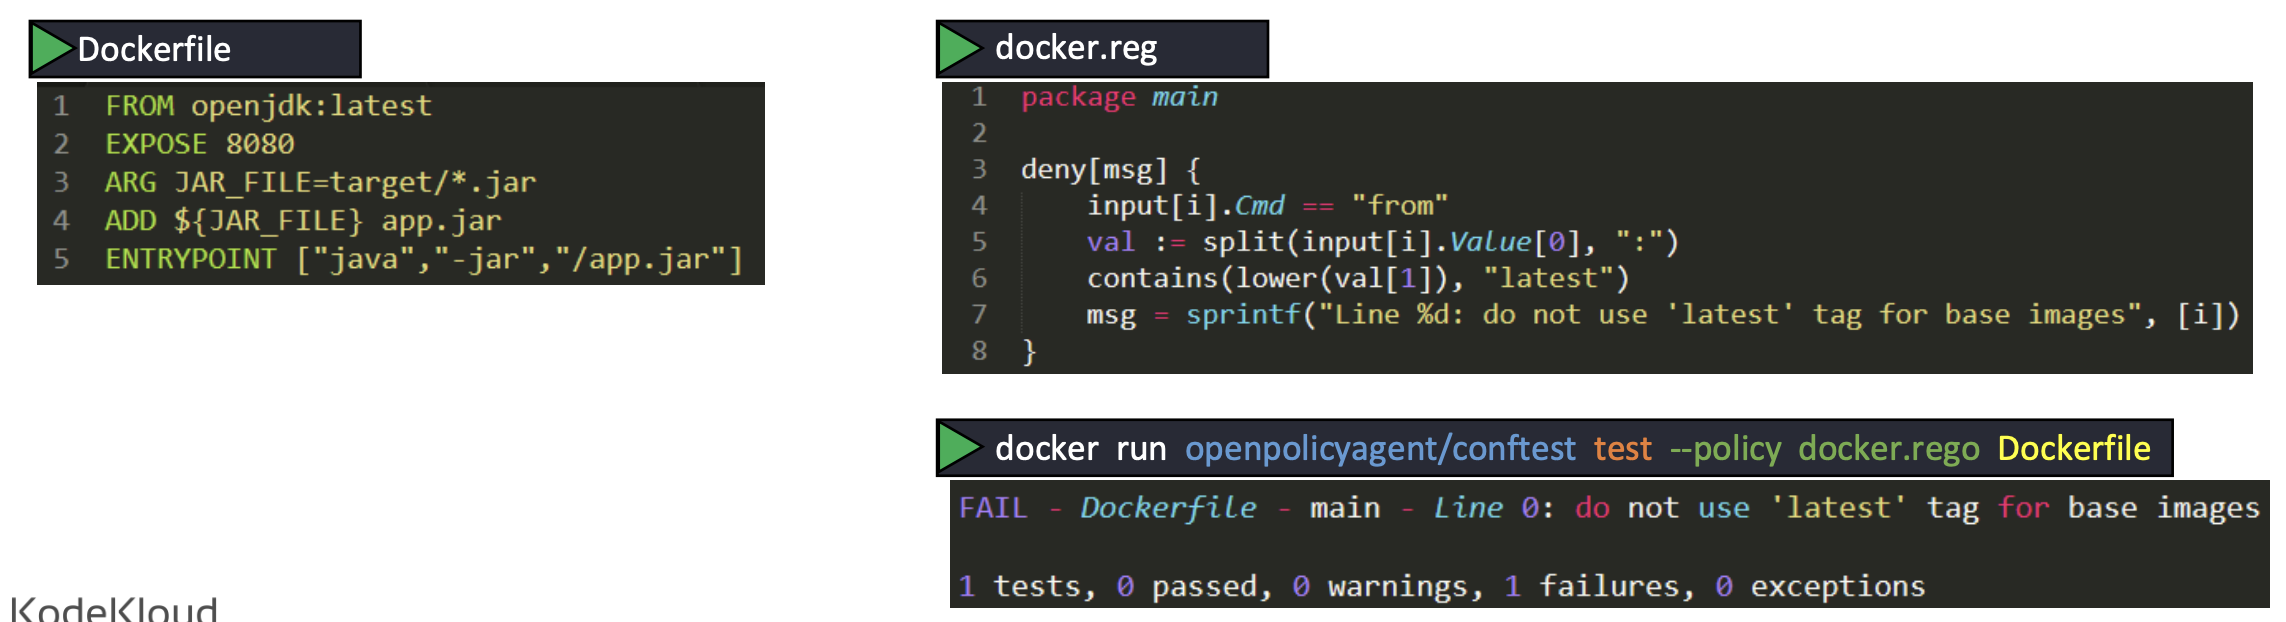 Dockerfile
1 FROM openjdk:latest
2 EXPOSE 8080
3 ARG JAR_FILE=target/*.jar
4 ADD ${JAR_FILE} app.jar
5 ENTRYPOINT ["java","-jar","/app.jar"]
docker.reg
1 package main
2
3 deny[msg] {
4 input[i].Cmd == "from"
5 val := split(input[i].Value[0], ":")
6 contains(lower(val[1]), "latest")
7 msg = sprintf("Line %d: do not use 'latest' tag for base images", [i])
8 }
docker run openpolicyagent/conftest test --policy docker.rego Dockerfile
FAIL - Dockerfile - main - Line 0: do not use 'latest' tag for base images
1 tests, 0 passed, 0 warnings, 1 failures, 0 exceptions
KodeKloud